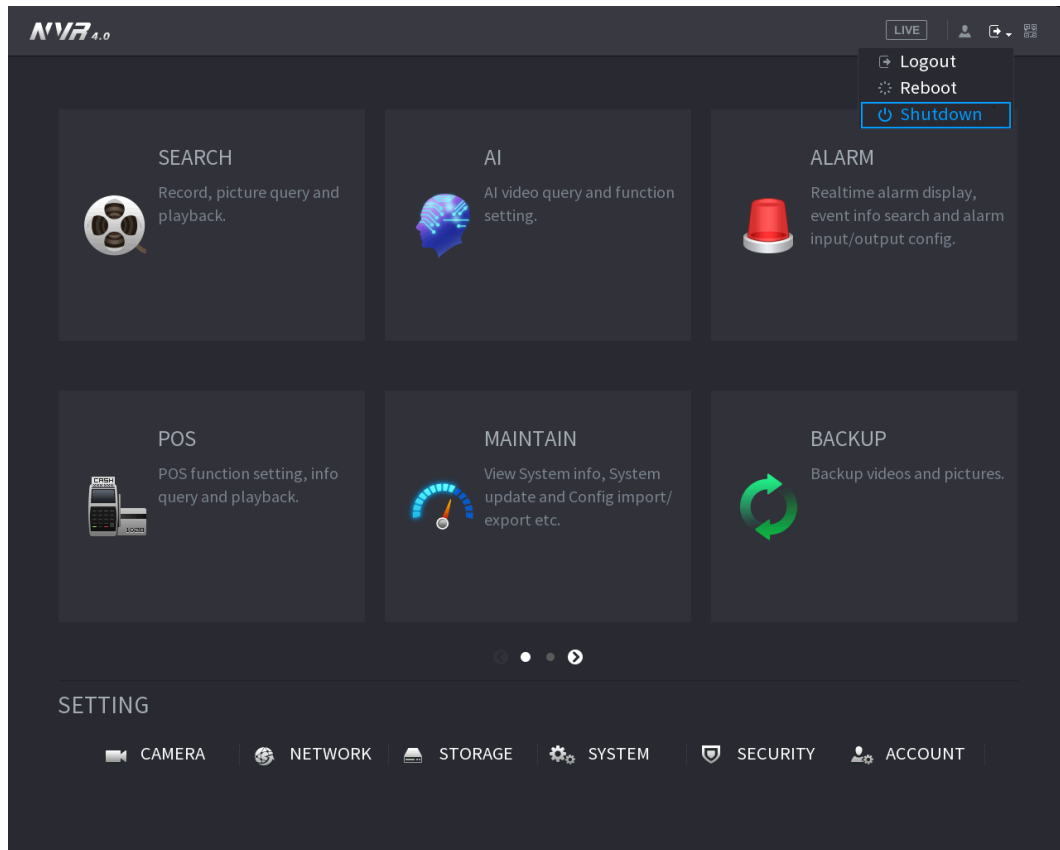 NVR 4.0
LIVE
Logout
Reboot
Shutdown
SEARCH
Record, picture query and
playback.
AI
AI video query and function
setting.
ALARM
Realtime alarm display,
event info search and alarm
input/output config.
POS
CASH
1028
POS function setting, info
query and playback.
MAINTAIN
View System info, System
update and Config import/
export etc.
BACKUP
Backup videos and pictures.
SETTING
CAMERA
NETWORK
STORAGE
SYSTEM
SECURITY
ACCOUNT